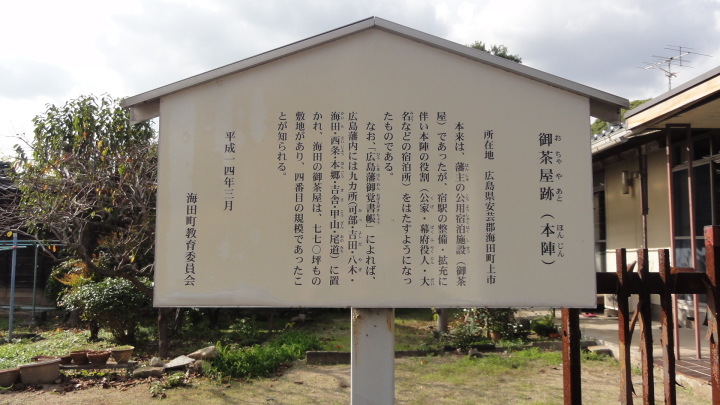 御茶屋跡（本陣）
所在地　広島県安芸郡海田町上市
本来は、藩主の公用宿泊施設（御茶
屋）であったが、宿駅の整備・拡充に
伴い本陣の役割（公家・幕府役人・大
名などの宿泊所）をはたすようになっ
たものである。
なお、「広島藩御覚書帳」によれば、
広島藩内には九カ所（可部・吉田・八木・
海田・西条・本郷・吉舎・甲山・尾道）に置
かれ、海田の御茶屋は、七七〇坪もの
敷地があり、四番目の規模であったこ
とが知られる。
平成一四年三月
海田町教育委員会